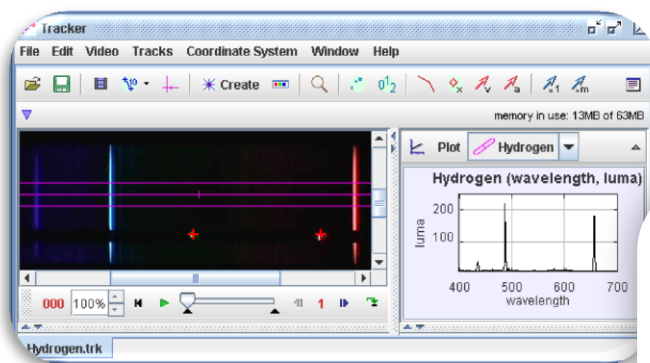 Tracker
File Edit Video Tracks Coordinate System Window Help
Create
memory in use: 13MB of 63MB
Plot Hydrogen
Hydrogen (wavelength, luma)
luma
200
100
400 500 600 700
wavelength
000 100% 1
Hydrogen.trk